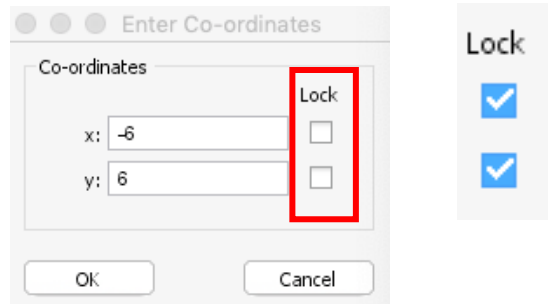 Enter Co-ordinates
Co-ordinates
Lock
x: -6
y: 6
OK
Cancel
Lock